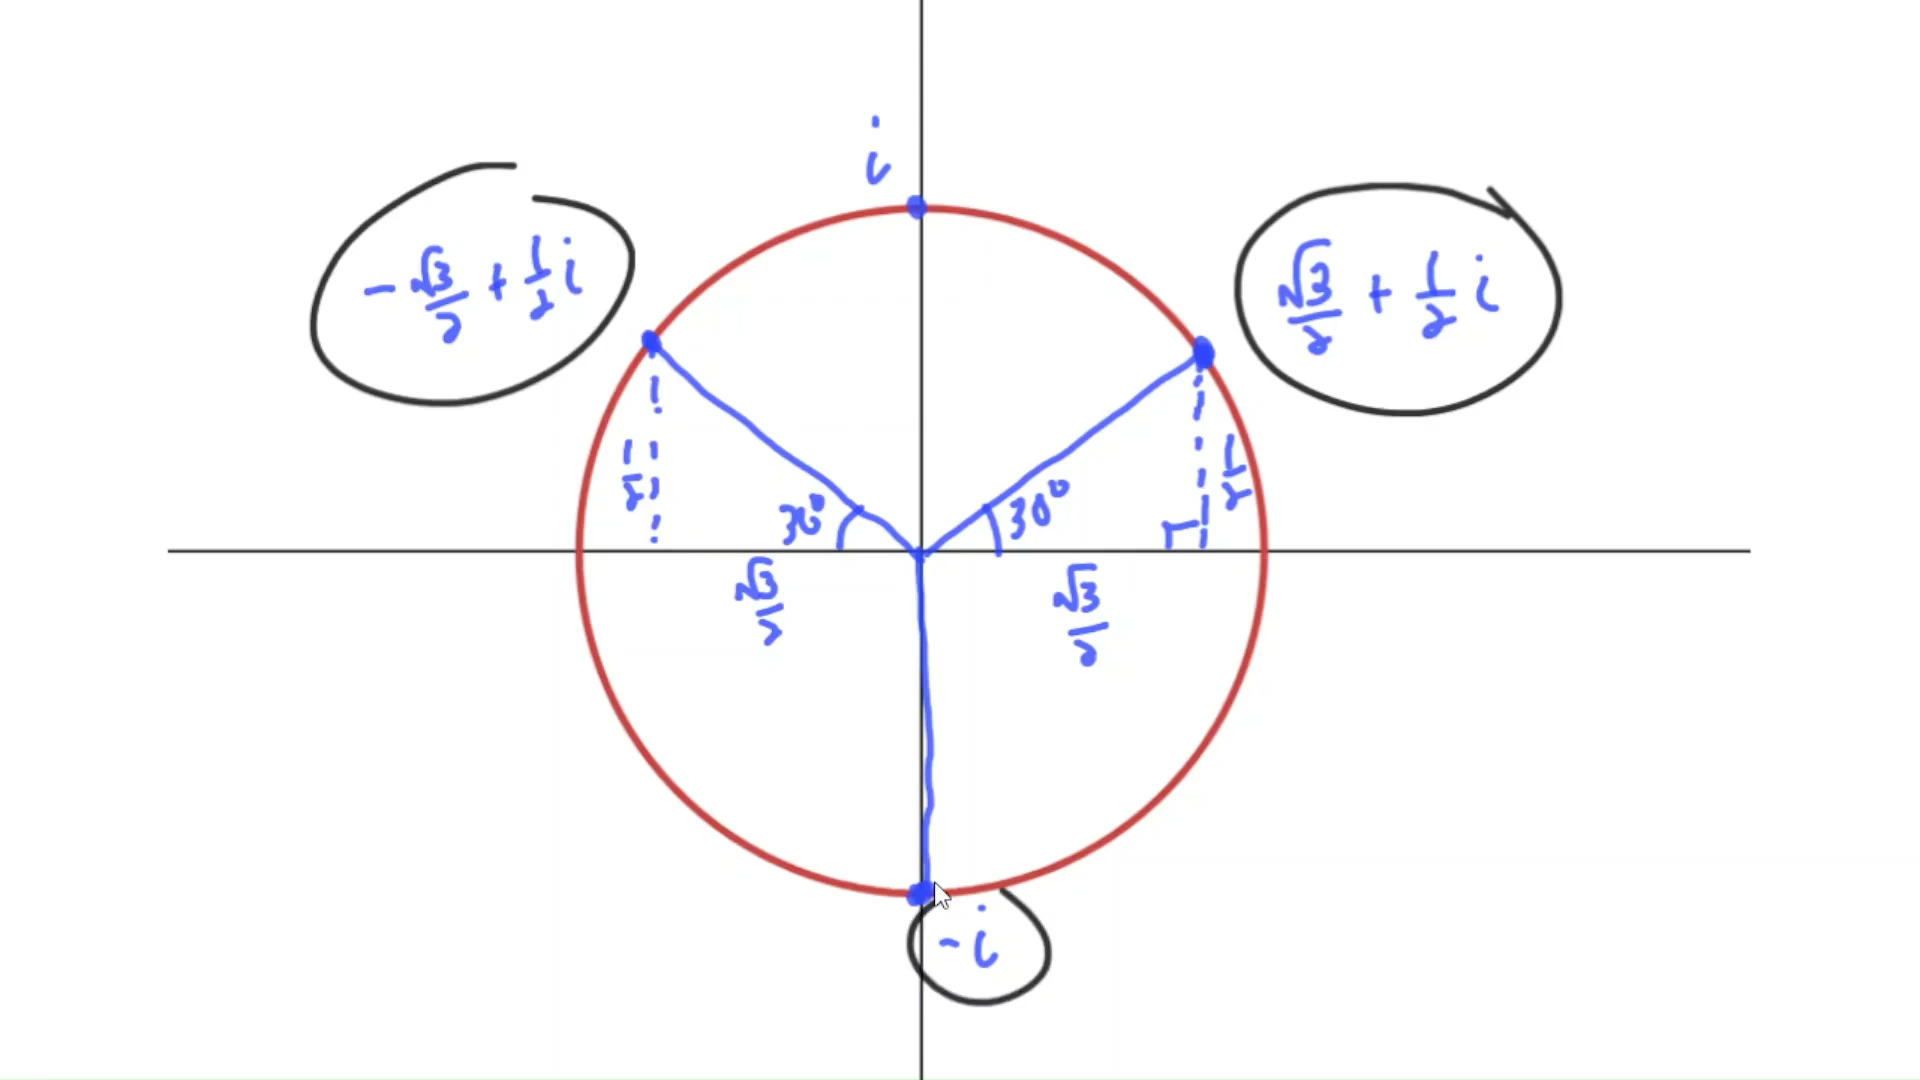 i
-√3/2 + 1/2 i
√3/2 + 1/2 i
1/2
30°
30°
1/2
√3/2
√3/2
-i